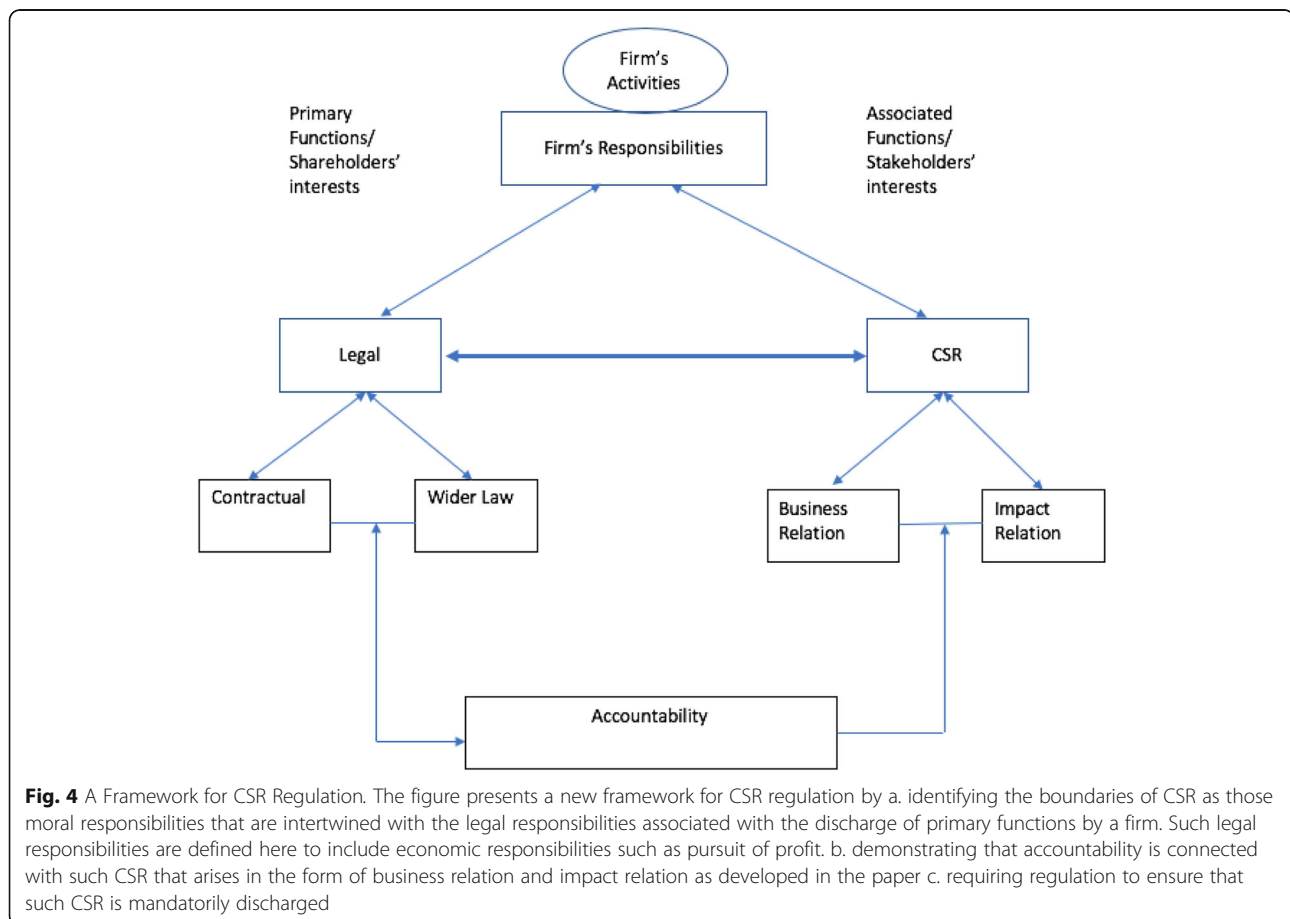 Firm's
Activities
Primary
Functions/
Shareholders'
interests
Associated
Functions/
Stakeholders'
interests
Firm's Responsibilities
Legal
CSR
Contractual
Wider Law
Business
Relation
Impact
Relation
Accountability
Fig. 4 A Framework for CSR Regulation. The figure presents a new framework for CSR regulation by a. identifying the boundaries of CSR as those
moral responsibilities that are intertwined with the legal responsibilities associated with the discharge of primary functions by a firm. Such legal
responsibilities are defined here to include economic responsibilities such as pursuit of profit. b. demonstrating that accountability is connected
with such CSR that arises in the form of business relation and impact relation as developed in the paper c. requiring regulation to ensure that
such CSR is mandatorily discharged